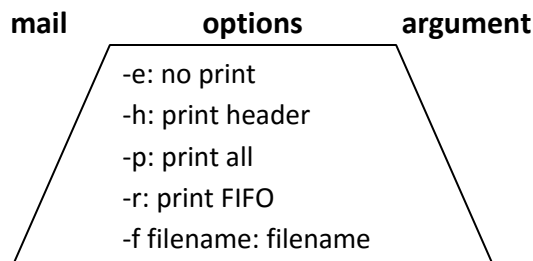 mail options argument
-e: no print
-h: print header
-p: print all
-r: print FIFO
-f filename: filename